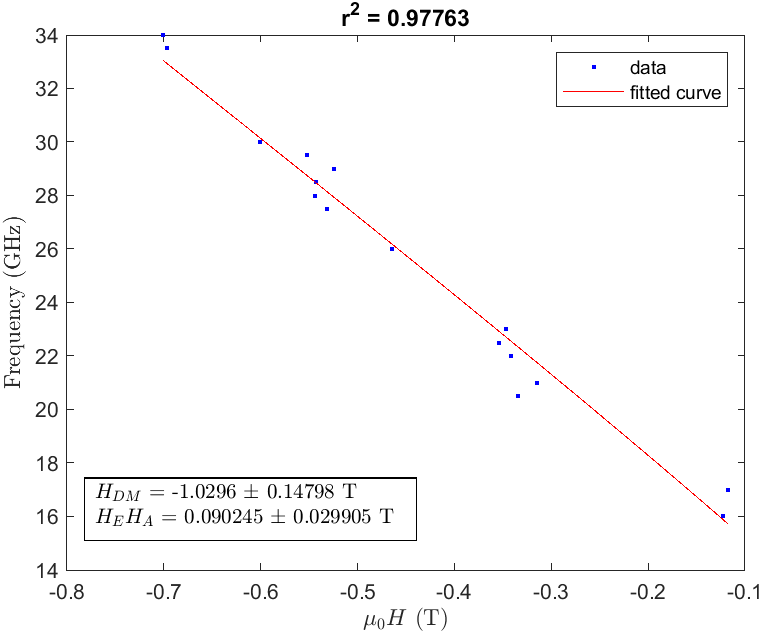 r² = 0.97763
34
32
30
28
26
24
22
20
18
16
14
Frequency (GHz)
data
fitted curve
H_{DM} = -1.0296 ± 0.14798 T
H_E H_A = 0.090245 ± 0.029905 T
-0.8 -0.7 -0.6 -0.5 -0.4 -0.3 -0.2 -0.1
μ₀H (T)